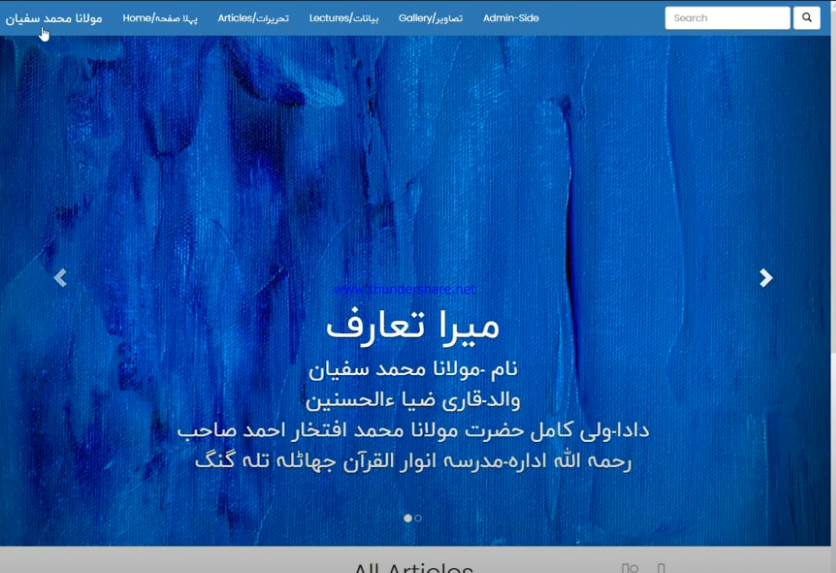 مولانا محمد سفیان
پہلا صفحہ/Home
تحریرات/Articles
بیانات/Lectures
تصاویر/Gallery
Admin-Side
Search
www.thundershare.net
میرا تعارف
نام -مولانا محمد سفیان
والد-قاری ضیا ءالحسنین
دادا-ولی کامل حضرت مولانا محمد افتخار احمد صاحب
رحمہ اللہ ادارہ-مدرسہ انوار القرآن جھاٹلہ تلہ گنگ
All Articles